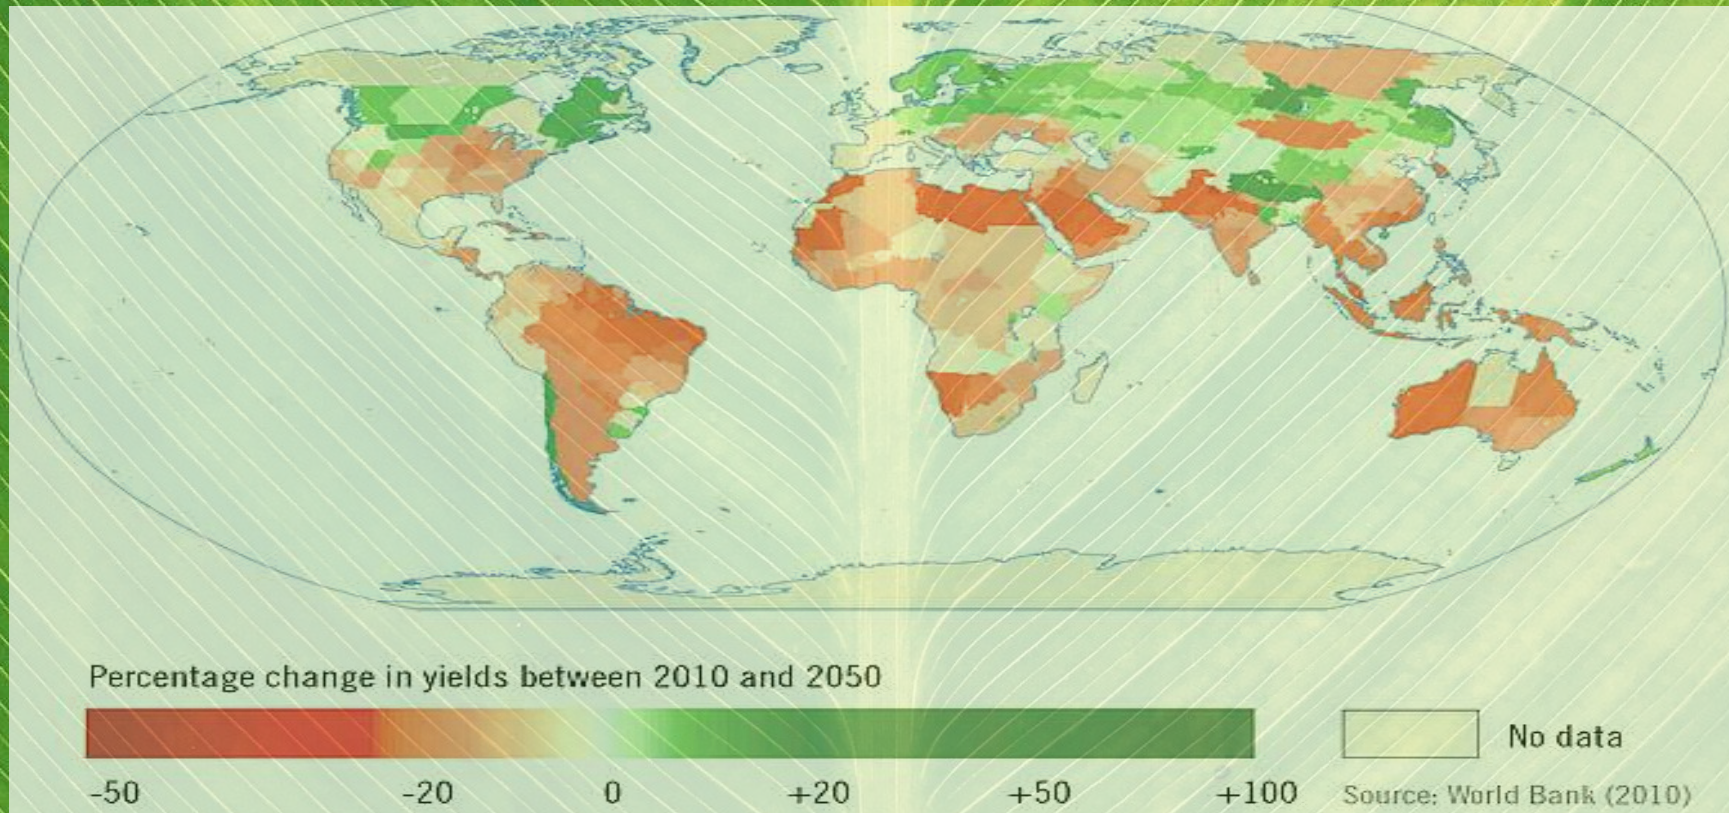 Percentage change in yields between 2010 and 2050
No data
-50 -20 0 +20 +50 +100
Source: World Bank (2010)